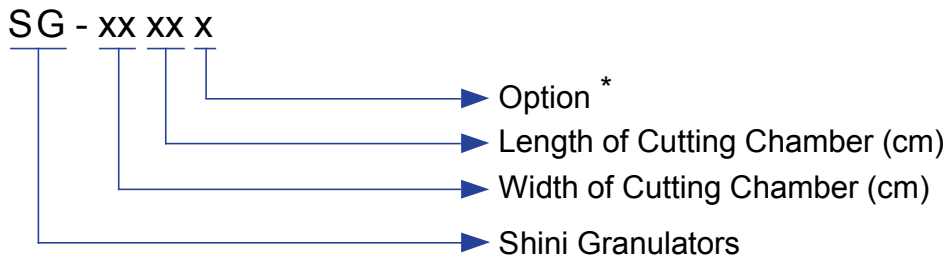 SG - xx xx x
Option *
Length of Cutting Chamber (cm)
Width of Cutting Chamber (cm)
Shini Granulators